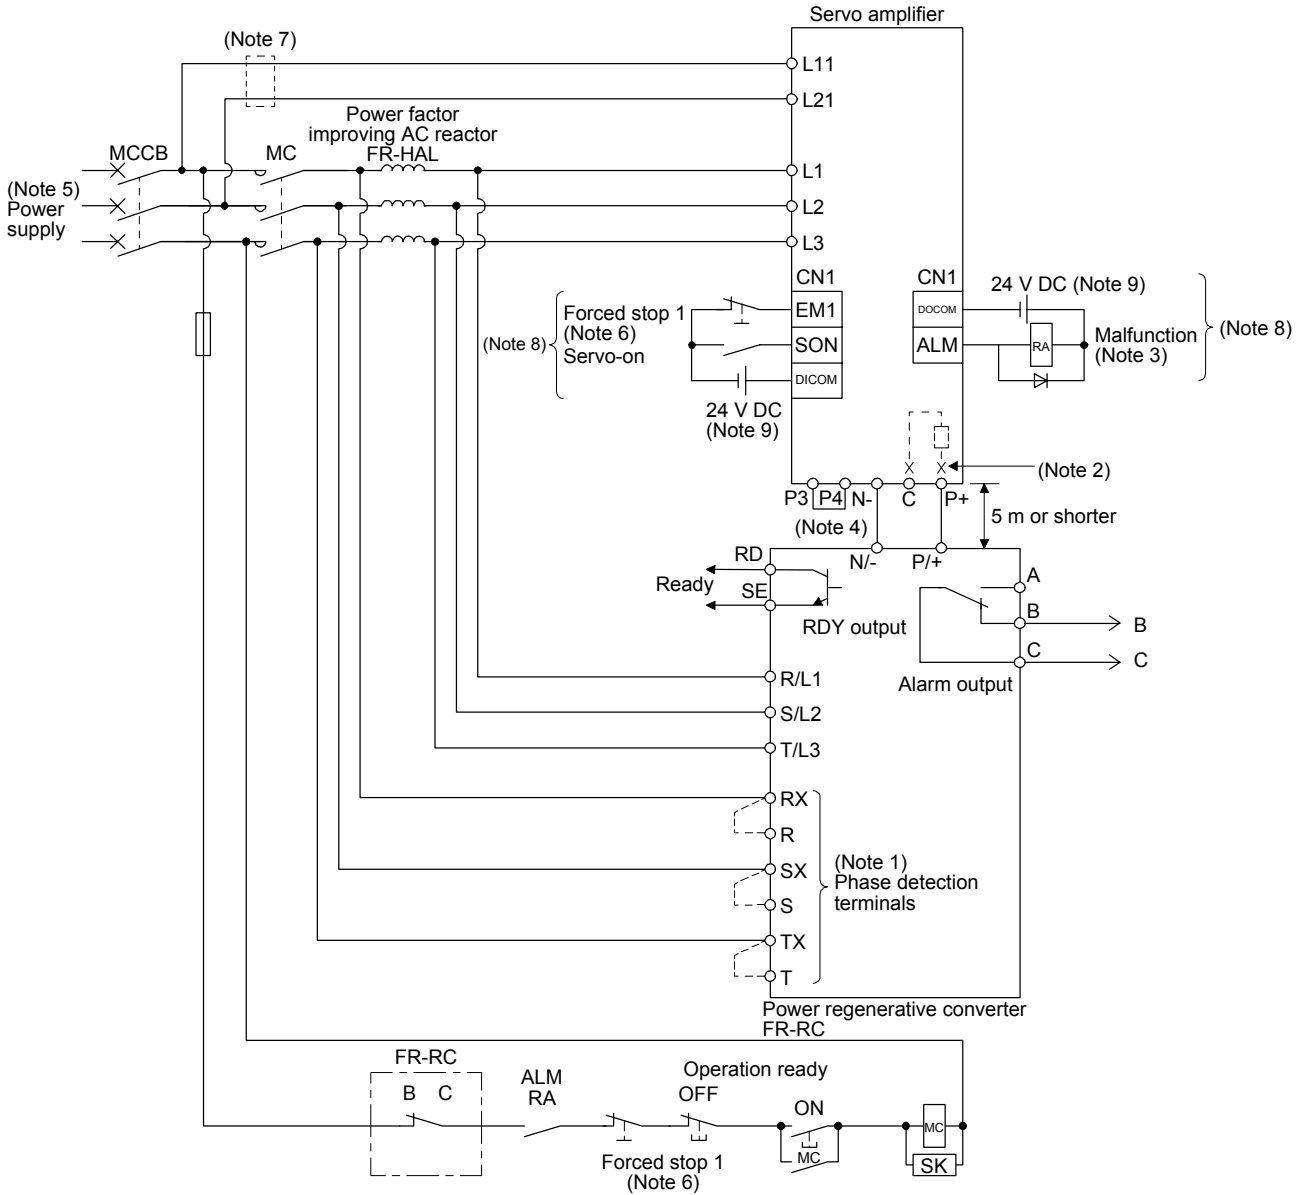 Servo amplifier
(Note 7)
L11
L21
Power factor
improving AC reactor
FR-HAL
MCCB
MC
L1
(Note 5)
Power
supply
L2
L3
CN1
CN1
24 V DC (Note 9)
Forced stop 1
(Note 6)
Servo-on
(Note 8)
EM1
SON
DICOM
DOCOM
ALM
RA
Malfunction
(Note 3)
(Note 8)
24 V DC
(Note 9)
(Note 2)
P3
P4
N-
C
P+
(Note 4)
5 m or shorter
RD
N/-
P/+
Ready
SE
RDY output
A
B
B
C
C
Alarm output
R/L1
S/L2
T/L3
RX
R
SX
S
TX
T
(Note 1)
Phase detection
terminals
Power regenerative converter
FR-RC
FR-RC
B
C
ALM
RA
Operation ready
OFF
ON
MC
MC
SK
Forced stop 1
(Note 6)